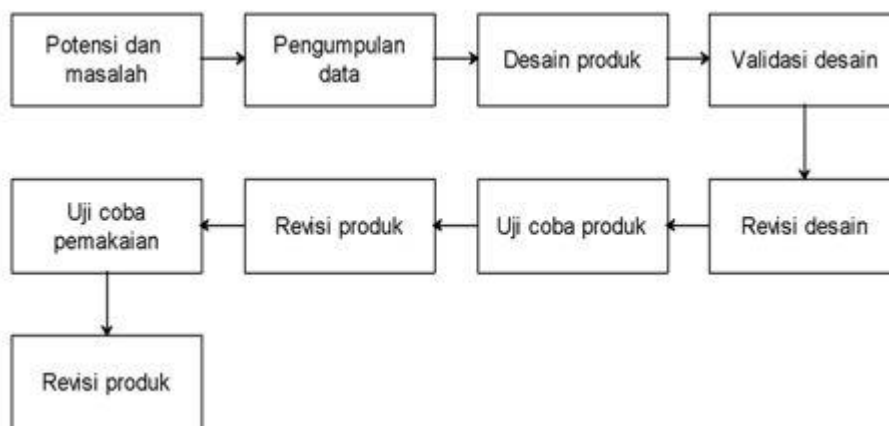 Potensi dan
masalah
Pengumpulan
data
Desain produk
Validasi desain
Revisi desain
Uji coba produk
Revisi produk
Uji coba
pemakaian
Revisi produk